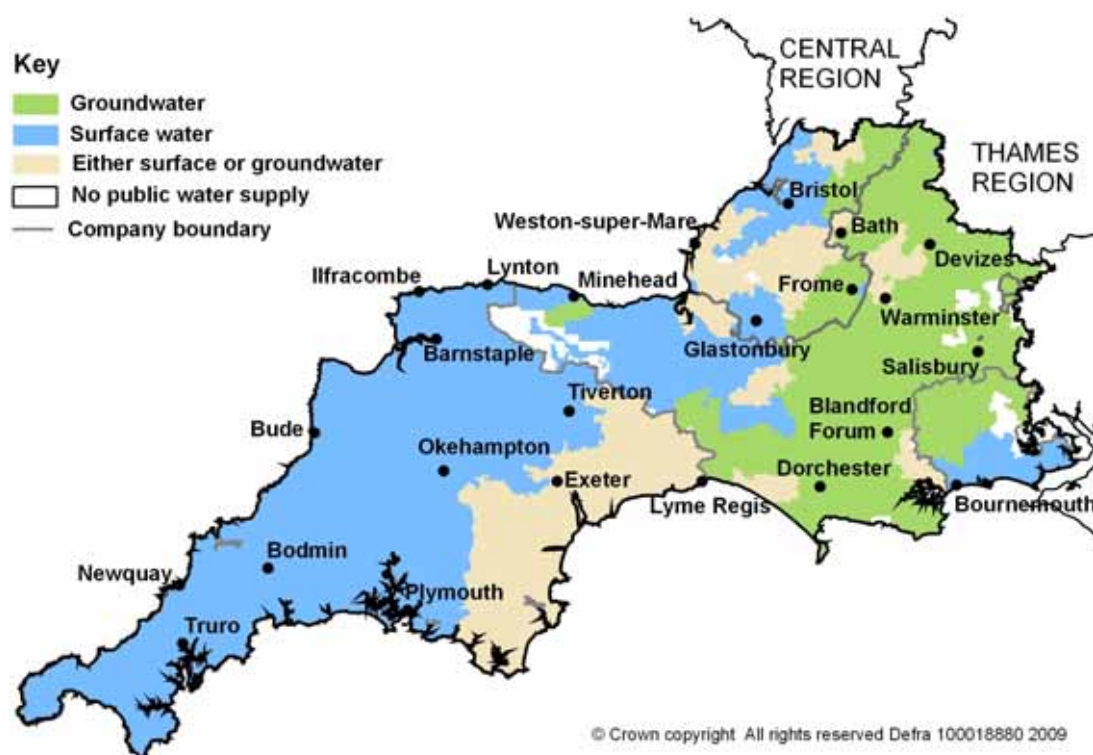 CENTRAL
REGION
Key
Groundwater
Surface water
Either surface or groundwater
No public water supply
Company boundary
THAMES
REGION
Bristol
Weston-super-Mare
Bath
Devizes
Ilfracombe
Lynton
Minehead
Frome
Warminster
Barnstaple
Glastonbury
Salisbury
Tiverton
Blandford
Forum
Bude
Okehampton
Dorchester
Exeter
Lyme Regis
Bournemouth
Bodmin
Newquay
Plymouth
Truro
© Crown copyright All rights reserved Defra 100018880 2009